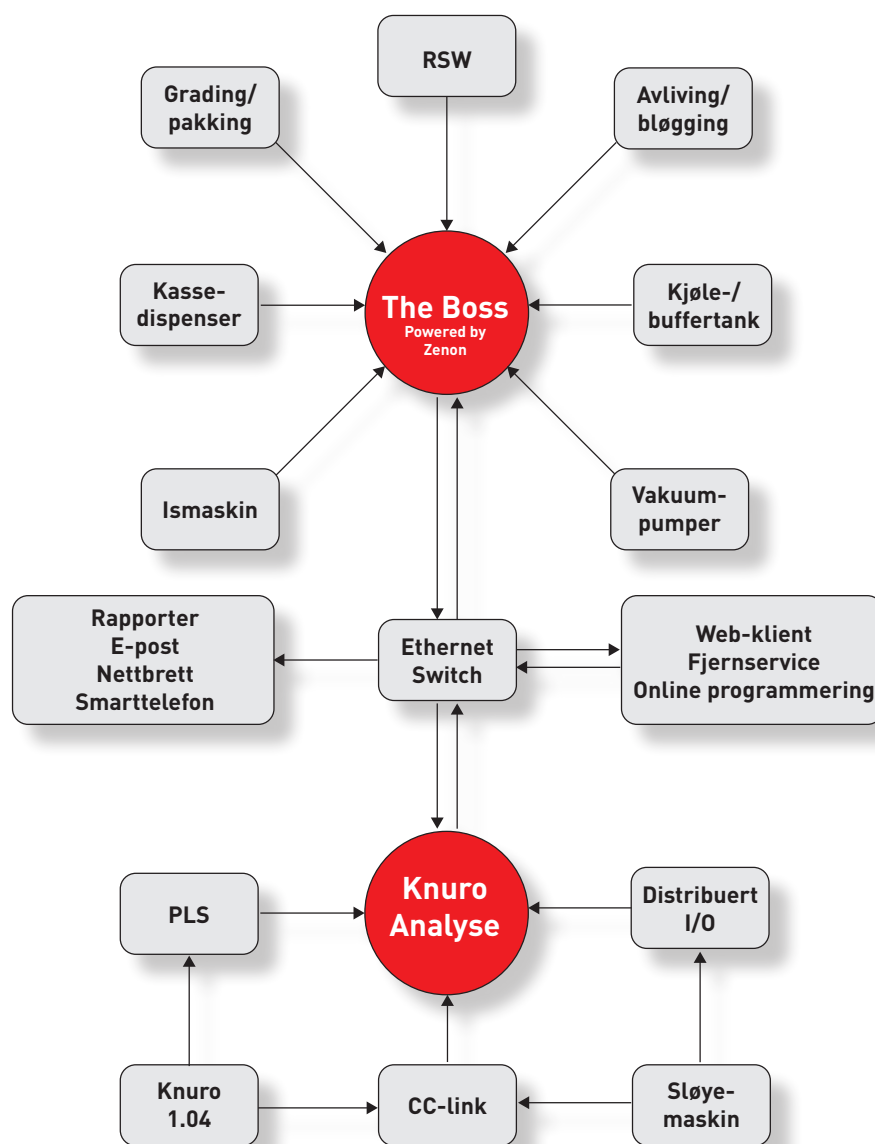 RSW
Grading/
pakking
Avliving/
bløgging
Kasse-
dispenser
The Boss
Powered by
Zenon
Kjøle-/
buffertank
Ismaskin
Vakuum-
pumper
Rapporter
E-post
Nettbrett
Smarttelefon
Ethernet
Switch
Web-klient
Fjernservice
Online programmering
PLS
Knuro
Analyse
Distribuert
I/O
Knuro
1.04
CC-link
Sløye-
maskin